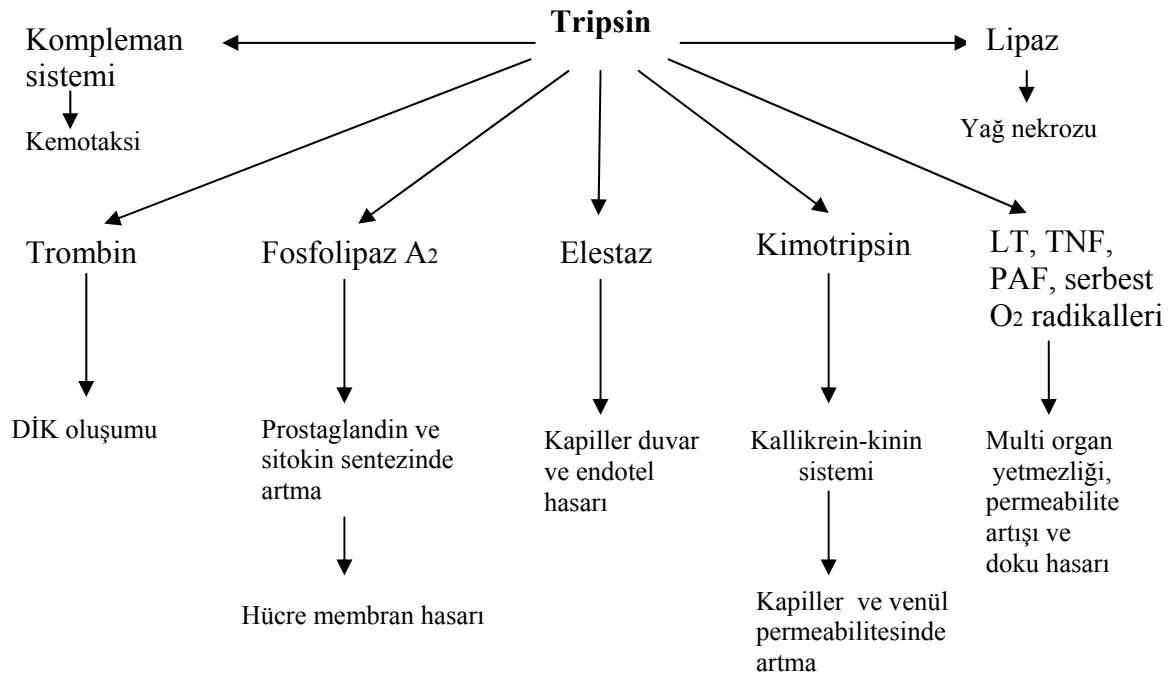 Tripsin
Kompleman
sistemi
Kemotaksi
Lipaz
Yağ nekrozu
Trombin
DİK oluşumu
Fosfolipaz A2
Prostaglandin ve
sitokin sentezinde
artma
Hücre membran hasarı
Elestaz
Kapiller duvar
ve endotel
hasarı
Kimotripsin
Kallikrein-kinin
sistemi
Kapiller ve venül
permeabilitesinde
artma
LT, TNF,
PAF, serbest
O2 radikalleri
Multi organ
yetmezliği,
permeabilite
artışı ve
doku hasarı